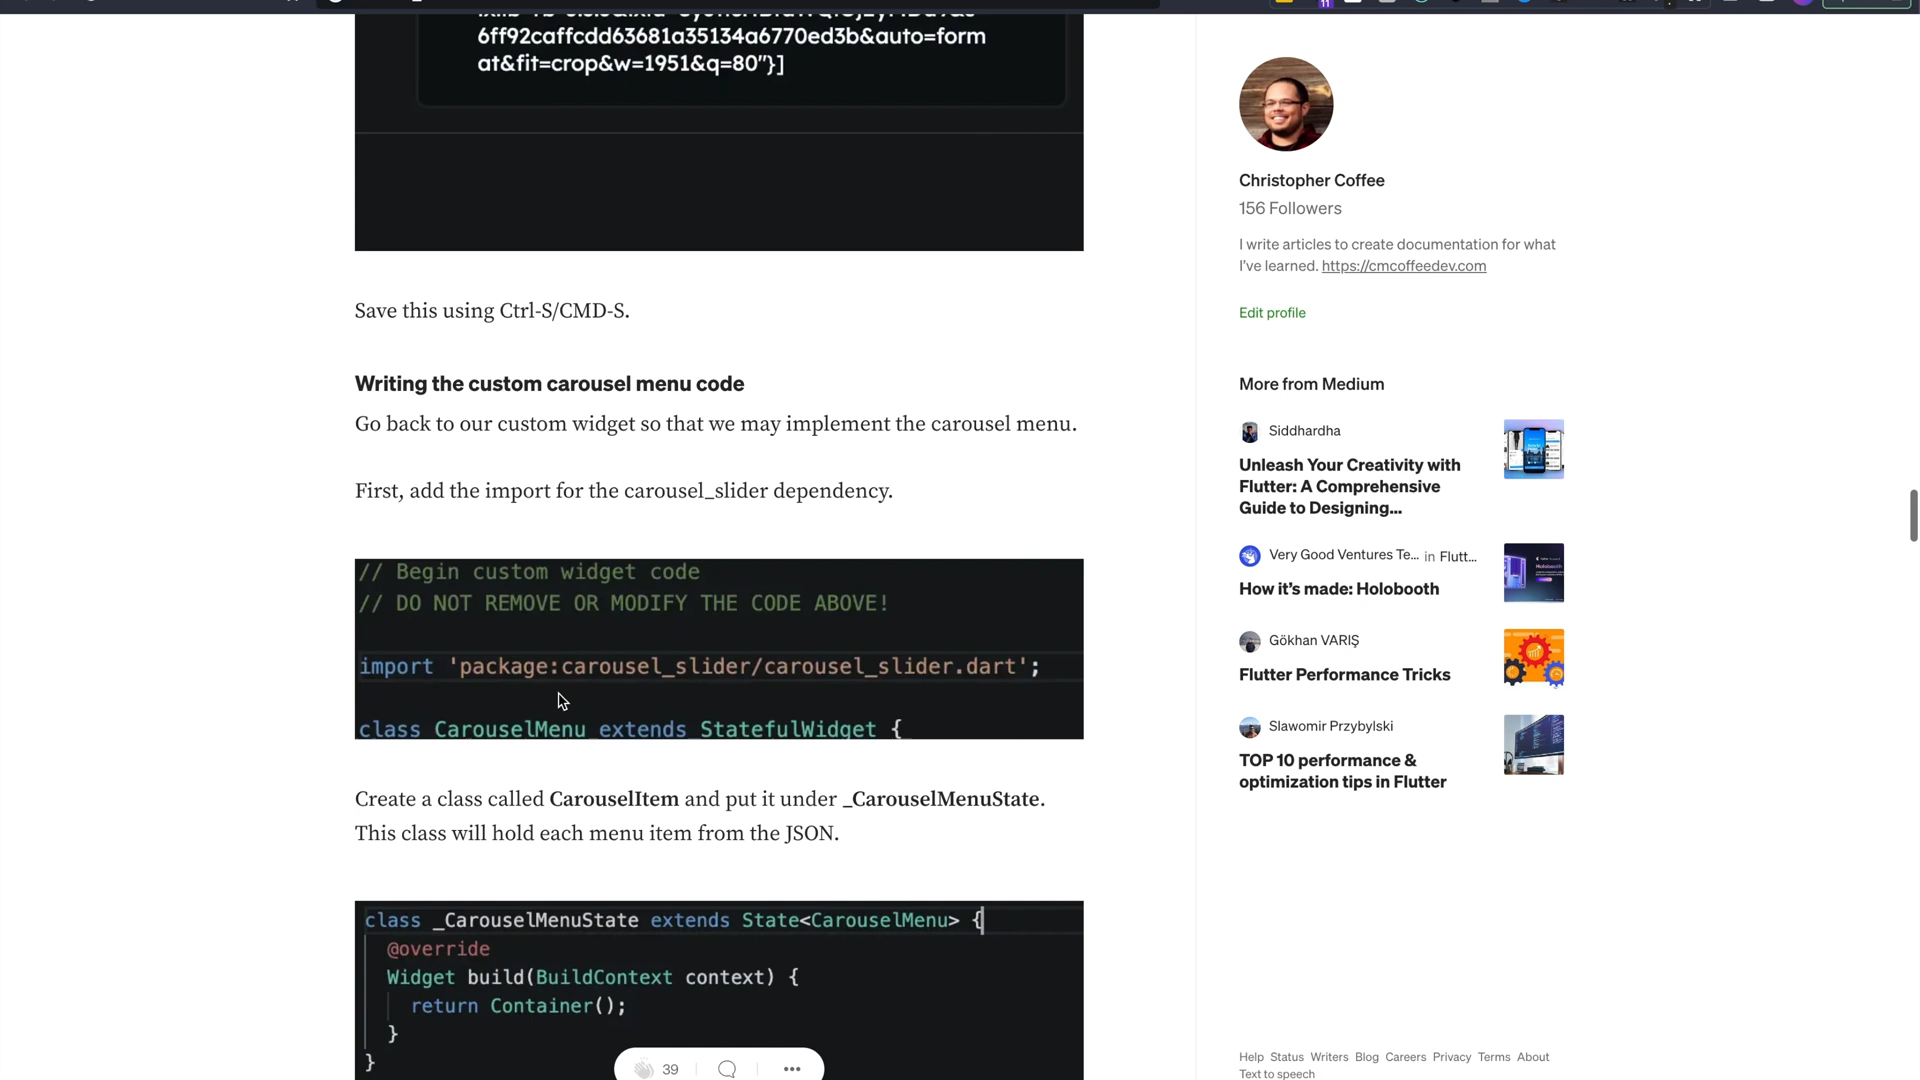 6ff92caffcdd63681a35134a6770ed3b&auto=form
at&fit=crop&w=1951&q=80"}]
Save this using Ctrl-S/CMD-S.
Writing the custom carousel menu code
Go back to our custom widget so that we may implement the carousel menu.
First, add the import for the carousel_slider dependency.
// Begin custom widget code
// DO NOT REMOVE OR MODIFY THE CODE ABOVE!
import 'package:carousel_slider/carousel_slider.dart';
class CarouselMenu extends StatefulWidget {
Create a class called CarouselItem and put it under _CarouselMenuState.
This class will hold each menu item from the JSON.
class _CarouselMenuState extends State<CarouselMenu> {
@override
Widget build(BuildContext context) {
return Container();
}
}
39
11
Christopher Coffee
156 Followers
I write articles to create documentation for what
I've learned. https://cmcoffeedev.com
Edit profile
More from Medium
Siddhardha
Unleash Your Creativity with
Flutter: A Comprehensive
Guide to Designing...
Very Good Ventures Te... in Flutt...
How it's made: Holobooth
Gökhan VARIŞ
Flutter Performance Tricks
Slawomir Przybylski
TOP 10 performance &
optimization tips in Flutter
Help Status Writers Blog Careers Privacy Terms About
Text to speech